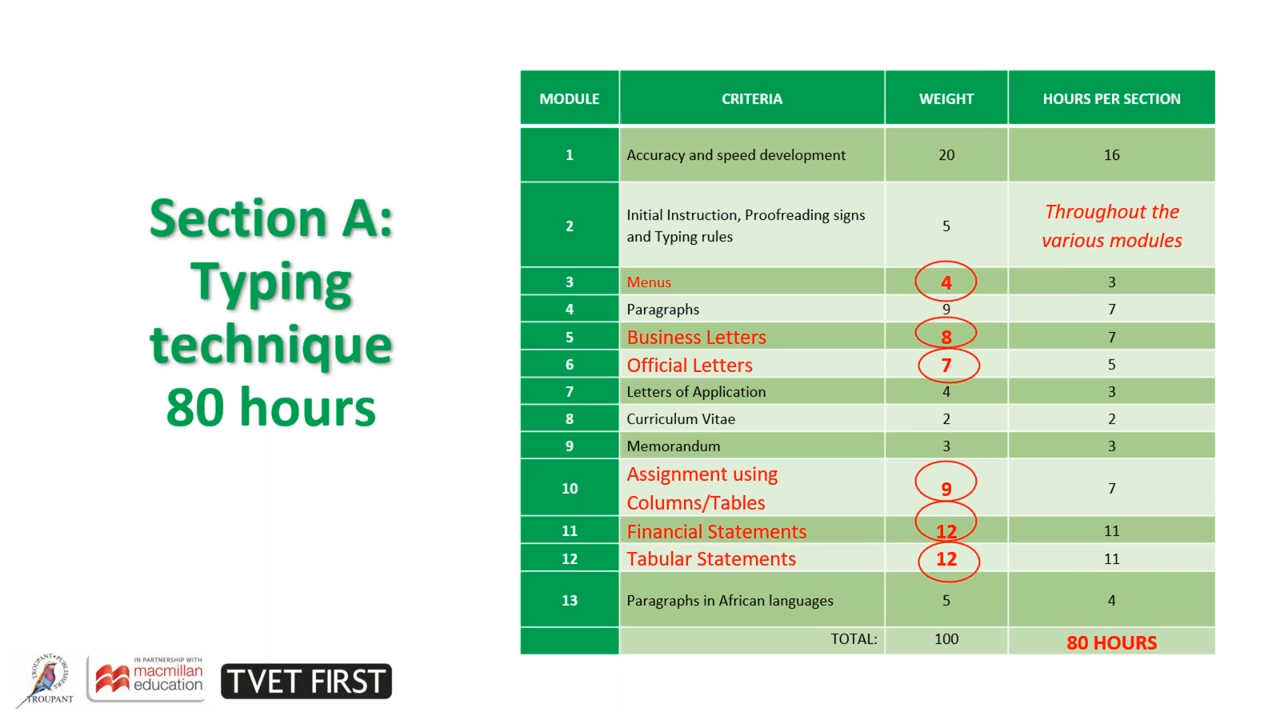 Section A:
Typing
technique
80 hours
MODULE CRITERIA WEIGHT HOURS PER SECTION
1 Accuracy and speed development 20 16
2 Initial Instruction, Proofreading signs and Typing rules 5 Throughout the various modules
3 Menus 4 3
4 Paragraphs 9 7
5 Business Letters 8 7
6 Official Letters 7 5
7 Letters of Application 4 3
8 Curriculum Vitae 2 2
9 Memorandum 3 3
10 Assignment using Columns/Tables 9 7
11 Financial Statements 12 11
12 Tabular Statements 12 11
13 Paragraphs in African languages 5 4
TOTAL: 100 80 HOURS
TROUPANT • PUBLISHERS
TROUPANT
IN PARTNERSHIP WITH
macmillan
education
TVET FIRST